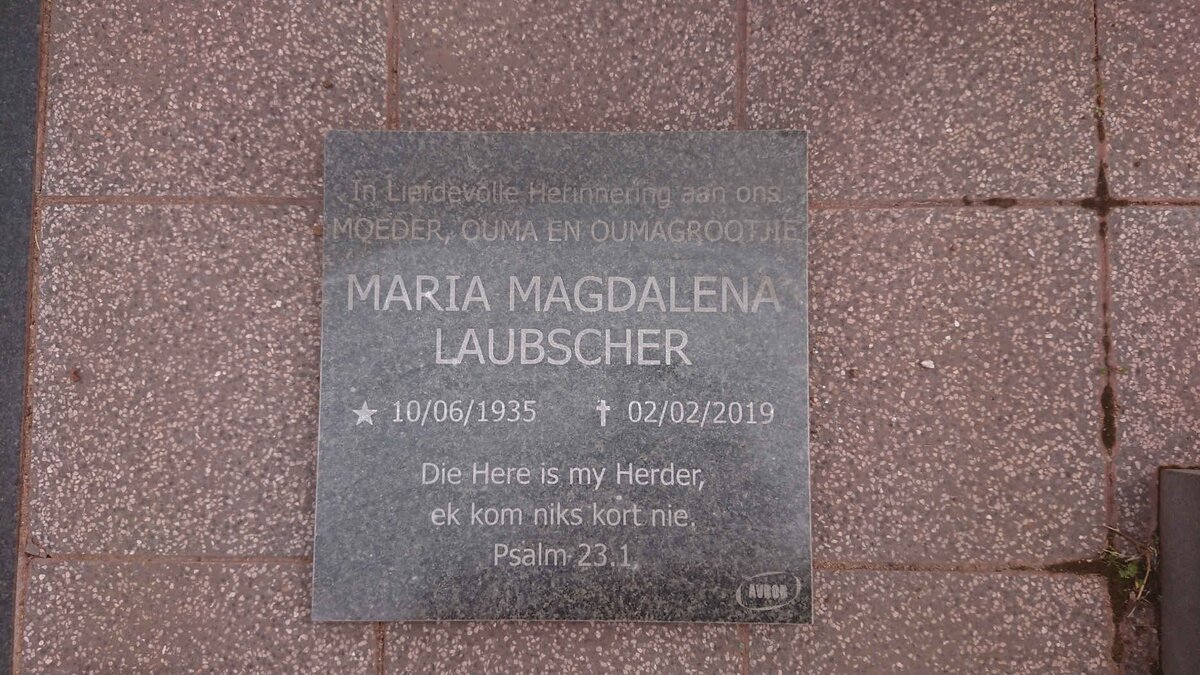 In Liefdevolle Herinnering aan ons
MOEDER, OUMA EN OUMAGROOTJIE
MARIA MAGDALENA
LAUBSCHER
10/06/1935 02/02/2019
Die Here is my Herder,
ek kom niks kort nie.
Psalm 23.1.
AVBOB